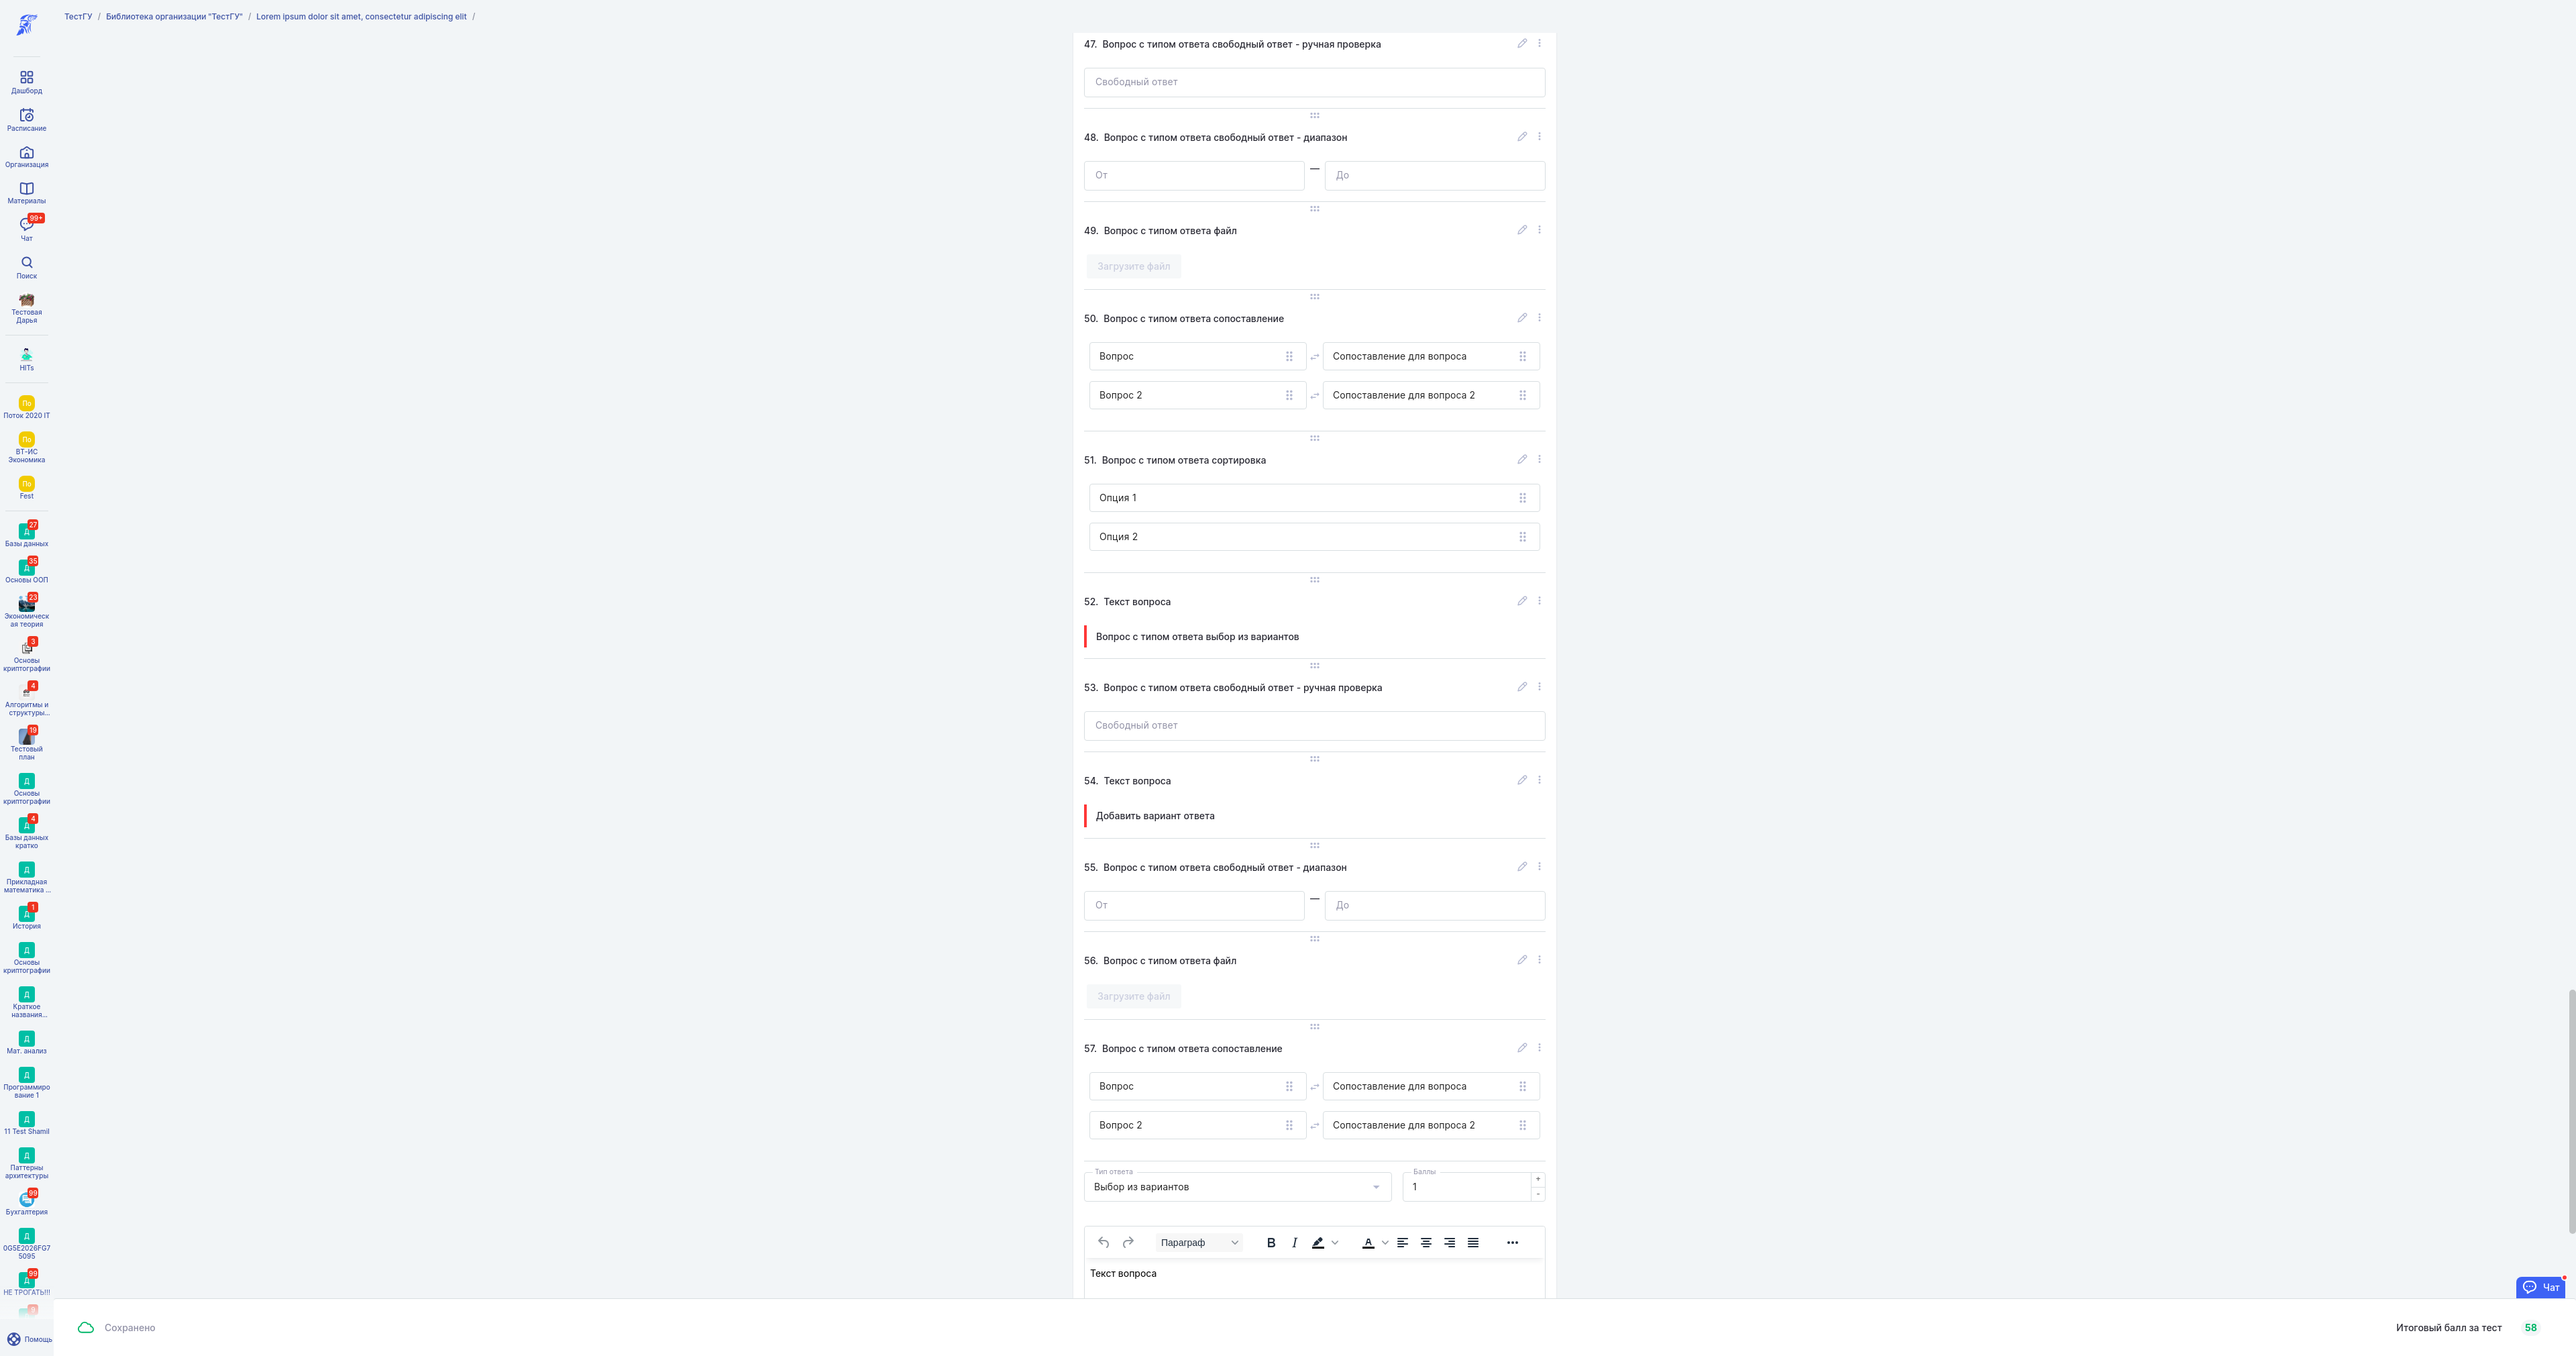 ТестГУ / Библиотека организации "ТестГУ" / Lorem ipsum dolor sit amet, consectetur adipiscing elit /
Дашборд
Расписание
Организация
Материалы
99+
Чат
Поиск
Тестовая
Дарья
HITs
По
Поток 2020 IT
По
ВТ-ИС
Экономика
По
Fest
27
Д
Базы данных
35
Д
Основы ООП
23
Экономическ
ая теория
3
Основы
криптографии
4
Алгоритмы и
структуры...
19
Тестовый
план
Д
Основы
криптографии
4
Д
Базы данных
кратко
Д
Прикладная
математика ...
1
Д
История
Д
Основы
криптографии
Д
Краткое
названия...
Д
Мат. анализ
Д
Программиро
вание 1
Д
11 Test Shamil
Д
Паттерны
архитектуры
99
Бухгалтерия
Д
0G5E2026FG7
5095
99
Д
НЕ ТРОГАТЬ!!!
Помощь
47. Вопрос с типом ответа свободный ответ - ручная проверка
Свободный ответ
48. Вопрос с типом ответа свободный ответ - диапазон
От — До
49. Вопрос с типом ответа файл
Загрузите файл
50. Вопрос с типом ответа сопоставление
Вопрос Сопоставление для вопроса
Вопрос 2 Сопоставление для вопроса 2
51. Вопрос с типом ответа сортировка
Опция 1
Опция 2
52. Текст вопроса
Вопрос с типом ответа выбор из вариантов
53. Вопрос с типом ответа свободный ответ - ручная проверка
Свободный ответ
54. Текст вопроса
Добавить вариант ответа
55. Вопрос с типом ответа свободный ответ - диапазон
От — До
56. Вопрос с типом ответа файл
Загрузите файл
57. Вопрос с типом ответа сопоставление
Вопрос Сопоставление для вопроса
Вопрос 2 Сопоставление для вопроса 2
Тип ответа Баллы
Выбор из вариантов 1 + -
Параграф B I A
Текст вопроса
Чат
Сохранено
Итоговый балл за тест 58